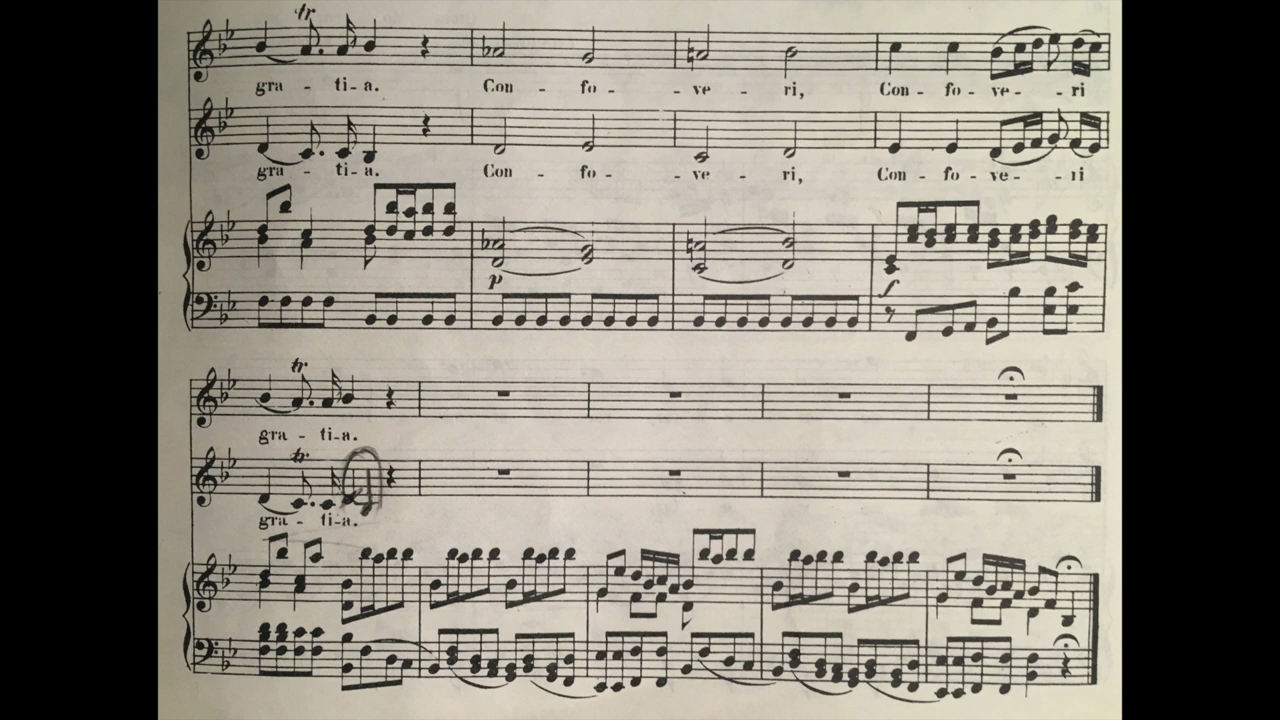 tr
gra - ti-a. Con - fo - ve - ri, Con - fo - ve - ri
gra - ti-a. Con - fo - ve - ri, Con - fo - ve - ri
p
f
tr
gra - ti-a.
tr
gra - ti-a.